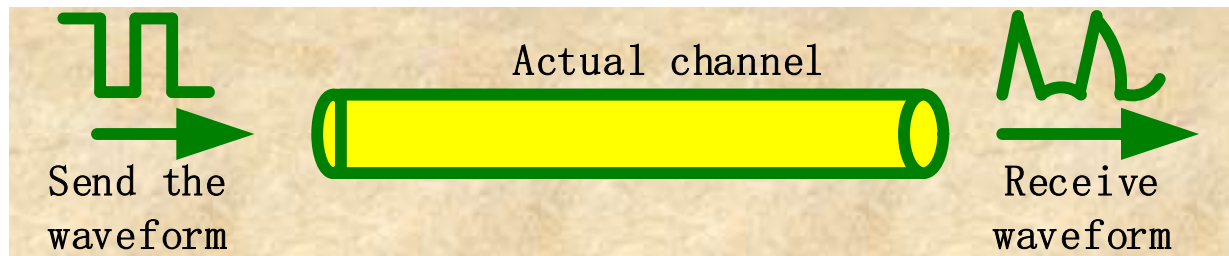 Actual channel
Send the
waveform
Receive
waveform